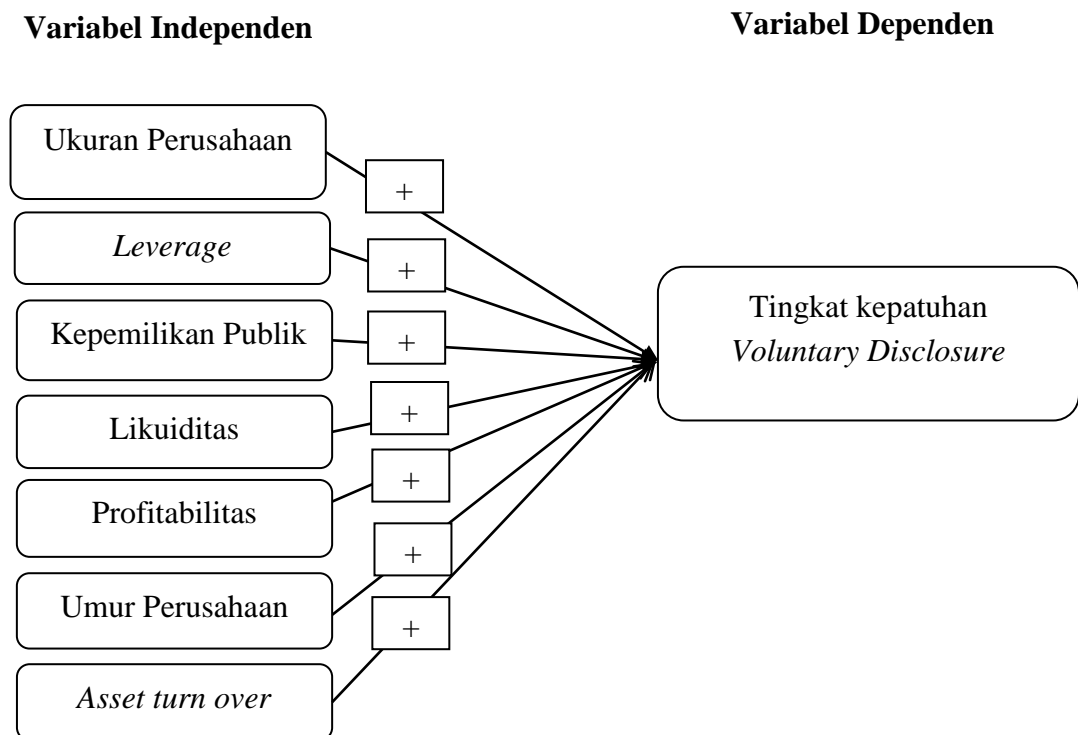 Variabel Independen
Variabel Dependen
Ukuran Perusahaan
+
Leverage
+
Kepemilikan Publik
+
Likuiditas
+
Profitabilitas
+
Umur Perusahaan
+
Asset turn over
+
Tingkat kepatuhan
Voluntary Disclosure